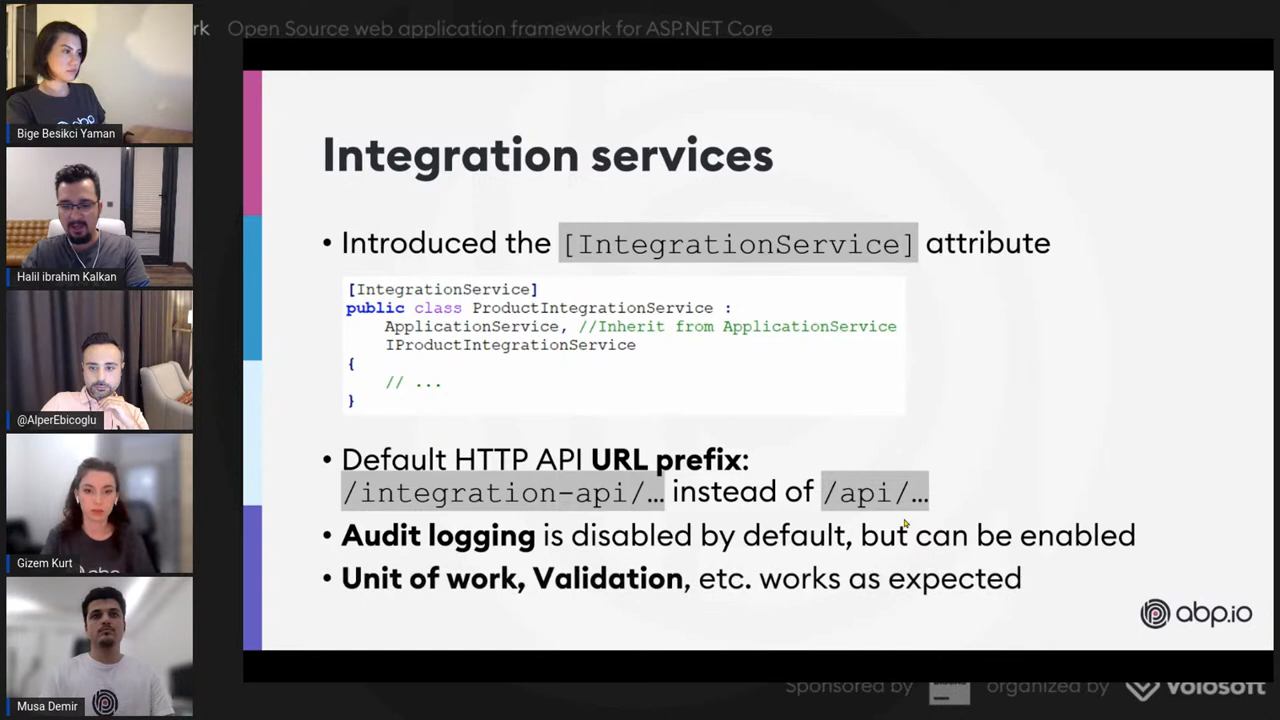 rk Open Source web application framework for ASP.NET Core
Bige Besikci Yaman
Halil ibrahim Kalkan
@AlperEbicoglu
Gizem Kurt
Musa Demir
Integration services
• Introduced the [IntegrationService] attribute
[IntegrationService]
public class ProductIntegrationService :
ApplicationService, //Inherit from ApplicationService
IProductIntegrationService
{
// ...
}
• Default HTTP API URL prefix:
/integration-api/… instead of /api/…
• Audit logging is disabled by default, but can be enabled
• Unit of work, Validation, etc. works as expected
abp.io
Sponsored by organized by Volosoft